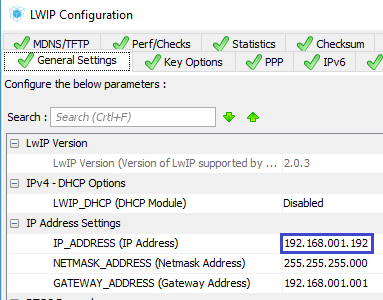 LWIP Configuration
MDNS/TFTP Perf/Checks Statistics Checksum
General Settings Key Options PPP IPv6
Configure the below parameters :
Search : Search (Crtl+F)
LwIP Version
LwIP Version (Version of LwIP supported by ... 2.0.3
IPv4 - DHCP Options
LWIP_DHCP (DHCP Module) Disabled
IP Address Settings
IP_ADDRESS (IP Address) 192.168.001.192
NETMASK_ADDRESS (Netmask Address) 255.255.255.000
GATEWAY_ADDRESS (Gateway Address) 192.168.001.001